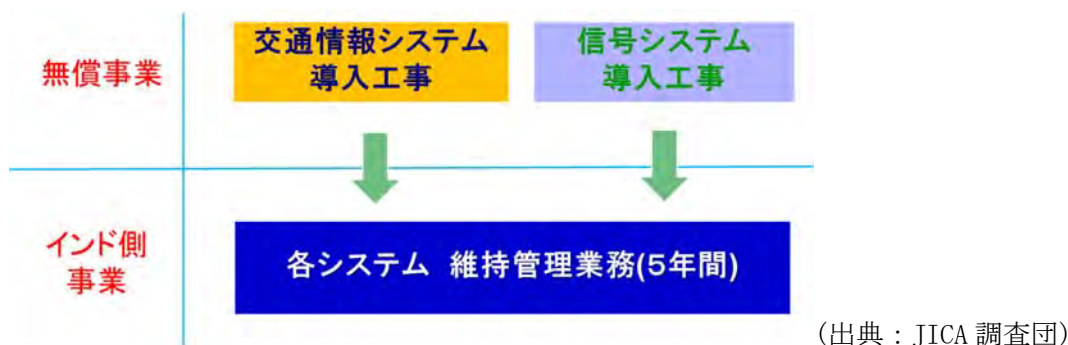 無償事業
交通情報システム
導入工事
信号システム
導入工事
インド側
事業
各システム 維持管理業務(5年間)
(出典：JICA 調査団)